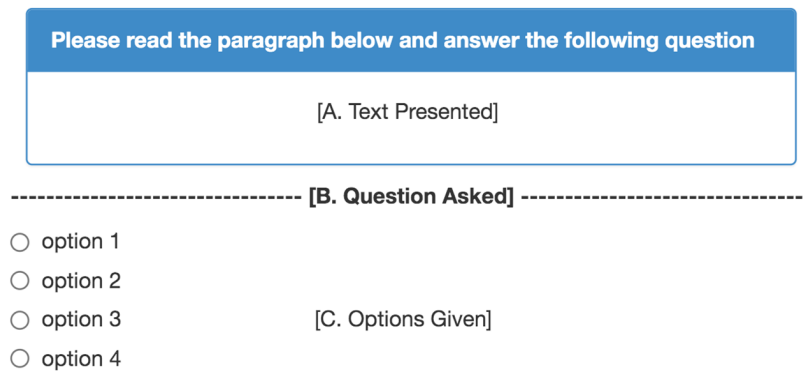 Please read the paragraph below and answer the following question
[A. Text Presented]
--------------------------------- [B. Question Asked] --------------------------------
option 1
option 2
option 3 [C. Options Given]
option 4